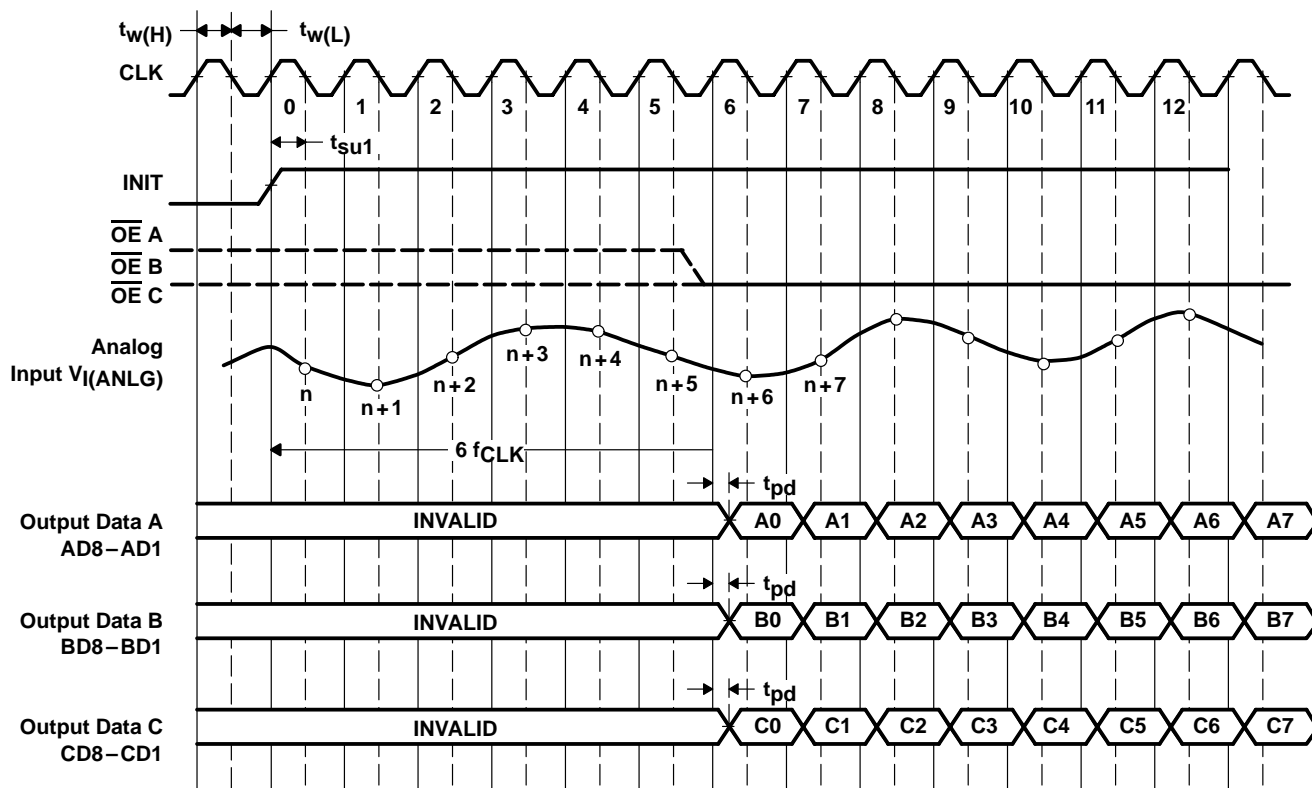 tw(H) tw(L)
CLK
0 1 2 3 4 5 6 7 8 9 10 11 12
tsu1
INIT
OE A
OE B
OE C
Analog
Input VI(ANLG)
n n+1 n+2 n+3 n+4 n+5 n+6 n+7
6 fCLK
tpd
Output Data A
AD8–AD1
INVALID A0 A1 A2 A3 A4 A5 A6 A7
tpd
Output Data B
BD8–BD1
INVALID B0 B1 B2 B3 B4 B5 B6 B7
tpd
Output Data C
CD8–CD1
INVALID C0 C1 C2 C3 C4 C5 C6 C7